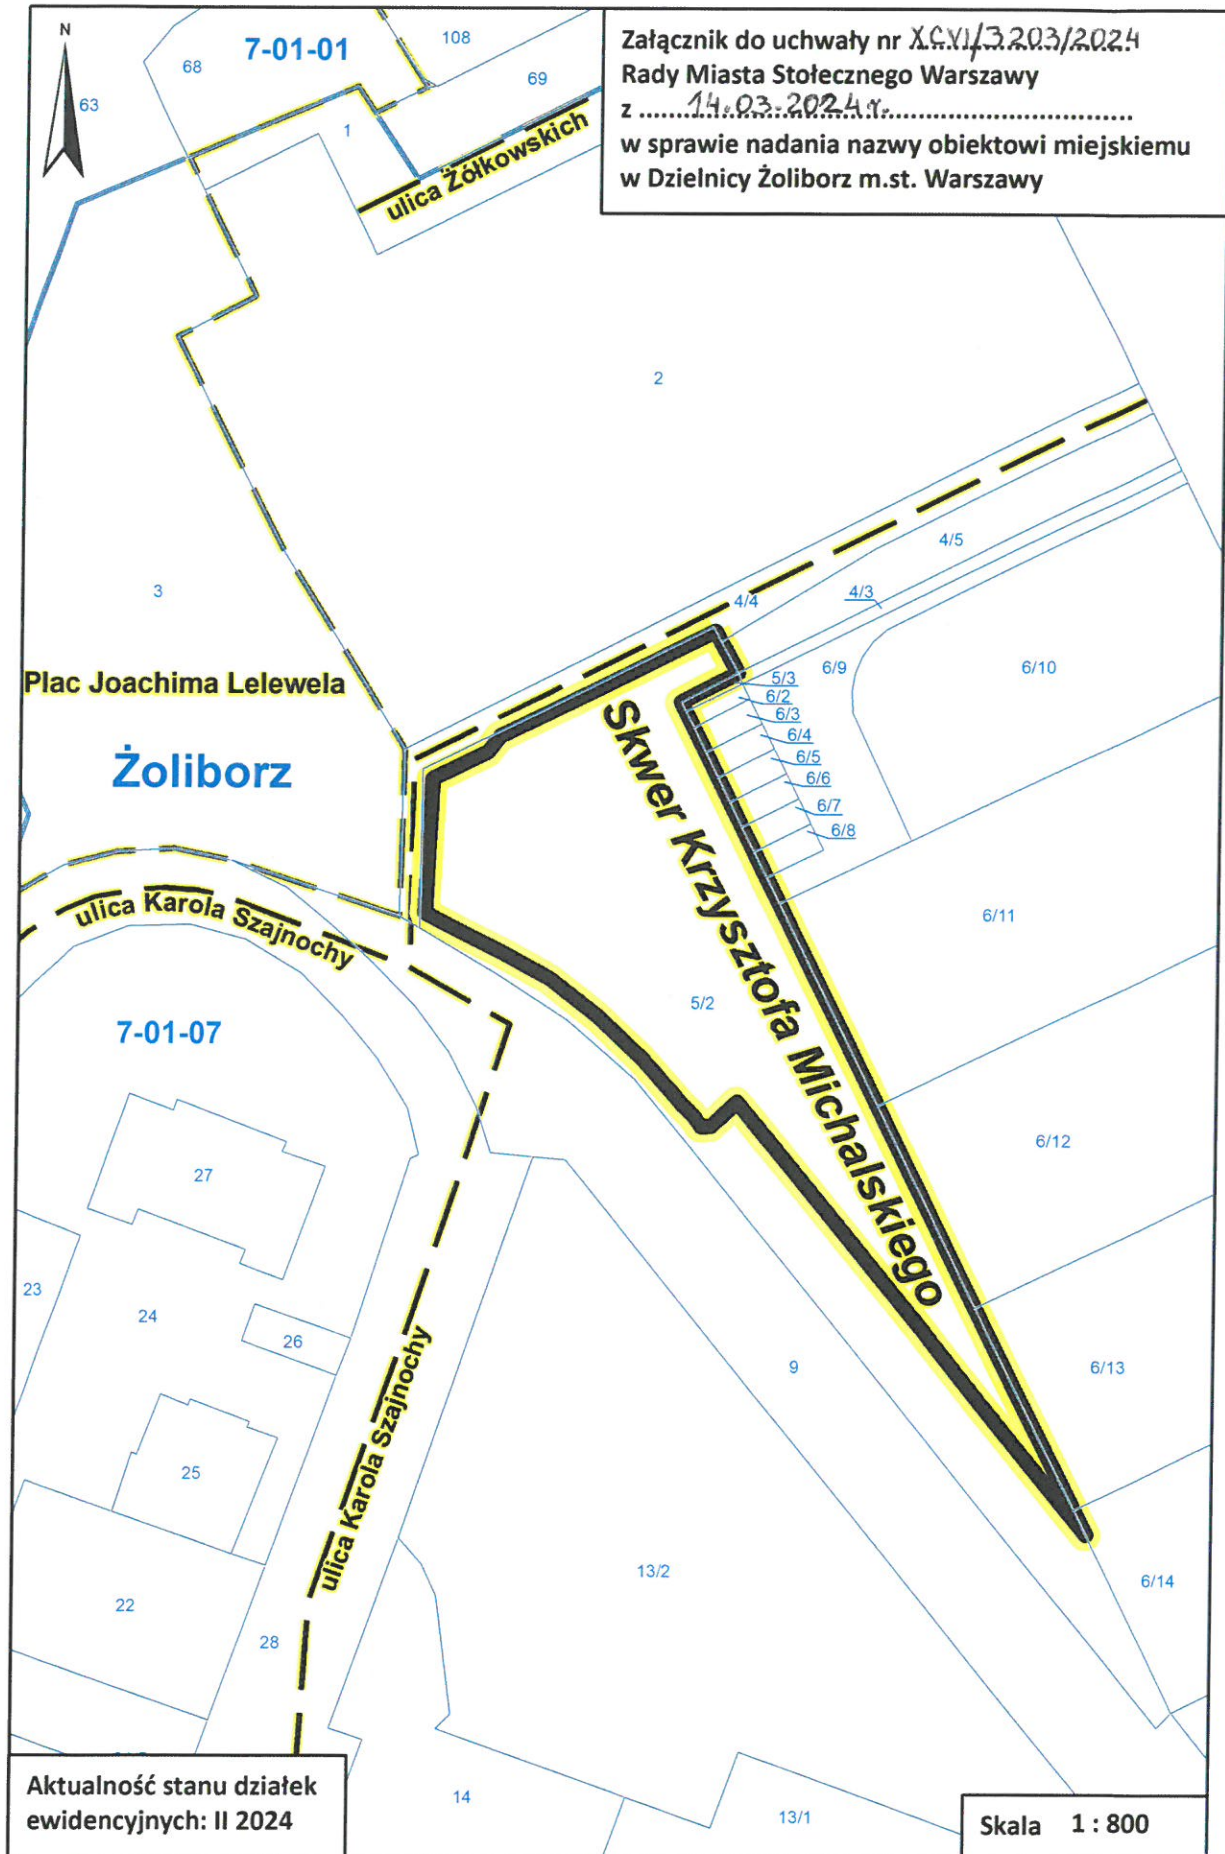 N
63
68
7-01-01
108
69
1
ulica Żółkowskich
Załącznik do uchwały nr XCVI/3203/2024
Rady Miasta Stołecznego Warszawy
z ........14.03.2024 r....................................
w sprawie nadania nazwy obiektowi miejskiemu
w Dzielnicy Żoliborz m.st. Warszawy
2
3
4/5
4/4
4/3
6/9
6/10
5/3
6/2
6/3
6/4
6/5
6/6
6/7
6/8
Plac Joachima Lelewela
Żoliborz
Skwer Krzysztofa Michalskiego
ulica Karola Szajnochy
6/11
5/2
7-01-07
6/12
27
23
24
26
9
6/13
ulica Karola Szajnochy
25
13/2
6/14
22
28
14
13/1
Aktualność stanu działek
ewidencyjnych: II 2024
Skala 1 : 800